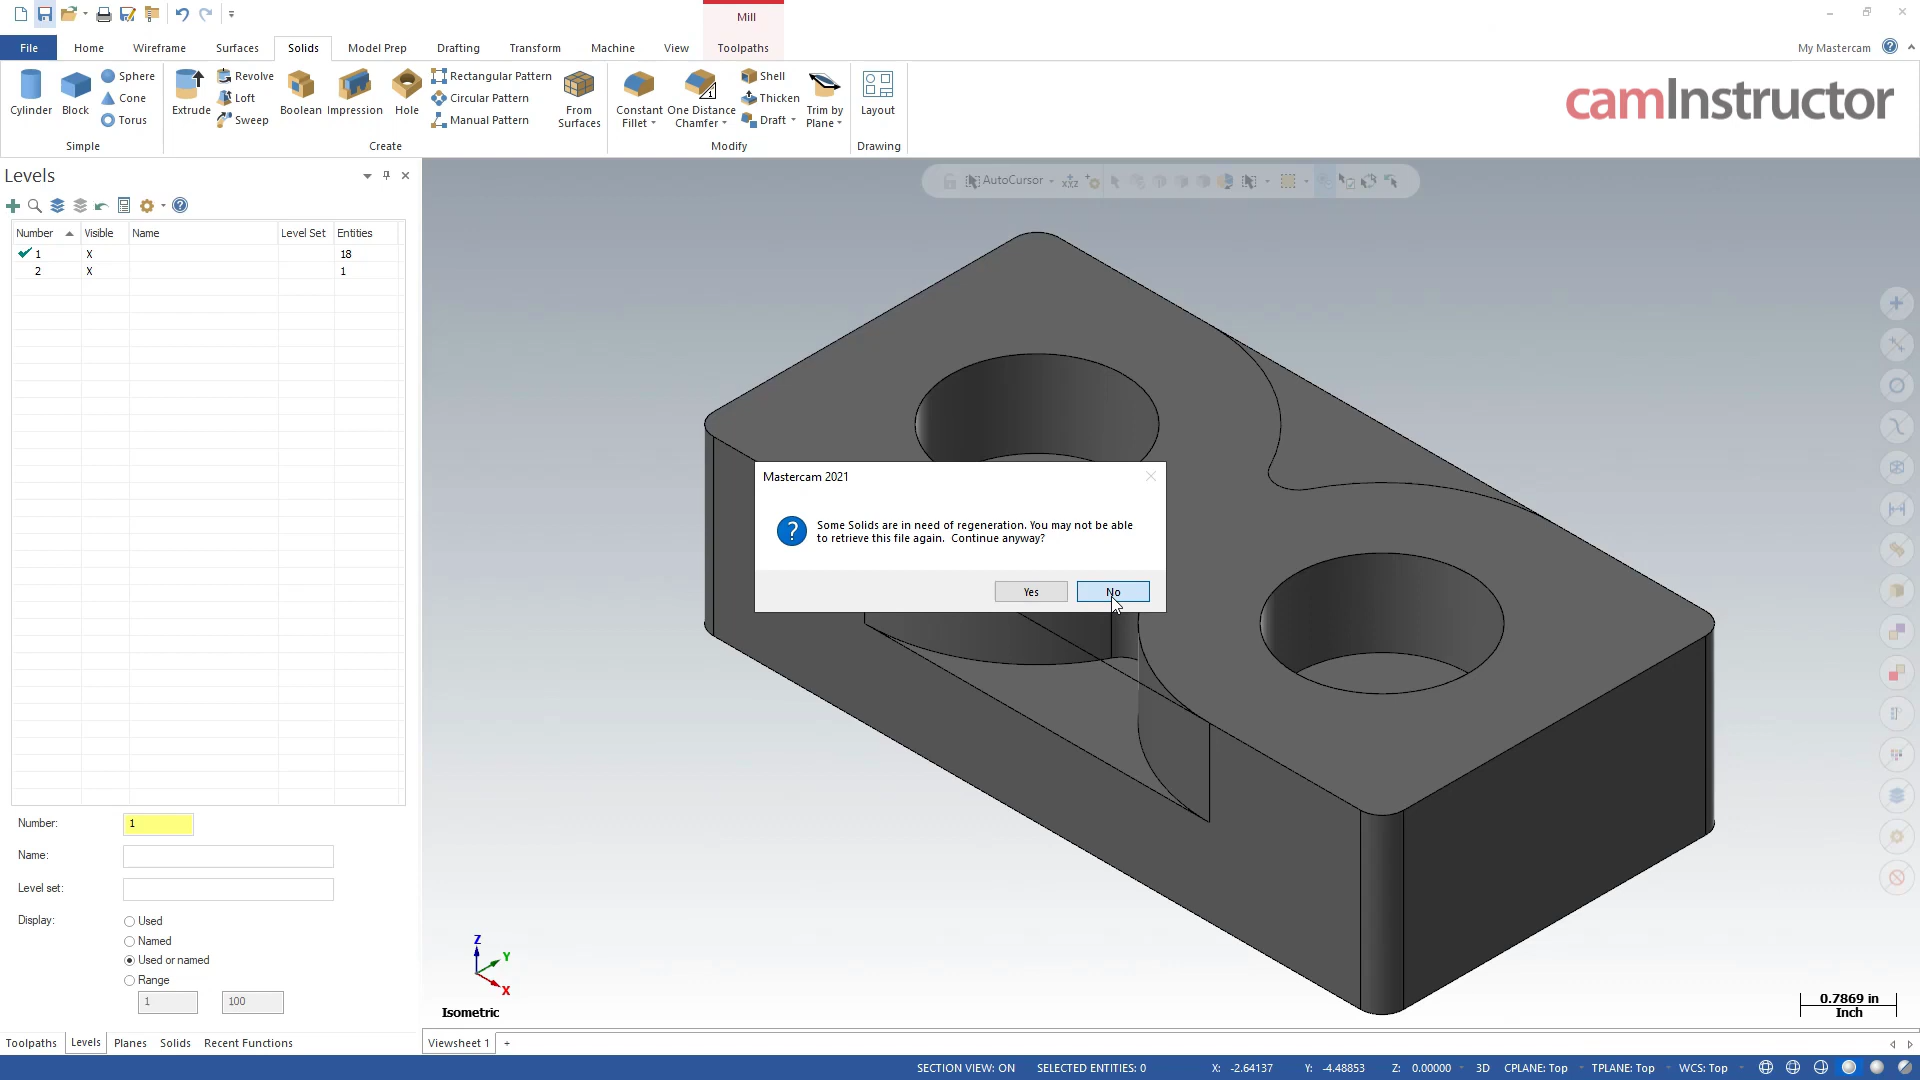 Mill
File
Home
Wireframe
Surfaces
Solids
Model Prep
Drafting
Transform
Machine
View
Toolpaths
My Mastercam
Cylinder
Block
Sphere
Cone
Torus
Simple
Extrude
Revolve
Loft
Sweep
Boolean
Impression
Hole
Rectangular Pattern
Circular Pattern
Manual Pattern
From
Surfaces
Create
Constant
Fillet
One Distance
Chamfer
Shell
Thicken
Draft
Trim by
Plane
Modify
Layout
Drawing
camInstructor
Levels
AutoCursor
Number Visible Name Level Set Entities
1 X 18
2 X 1
Mastercam 2021
Some Solids are in need of regeneration. You may not be able
to retrieve this file again. Continue anyway?
Yes
No
Number: 1
Name:
Level set:
Display:
Used
Named
Used or named
Range
1 100
Z
Y
X
Isometric
0.7869 in
Inch
Toolpaths Levels Planes Solids Recent Functions
Viewsheet 1 +
SECTION VIEW: ON SELECTED ENTITIES: 0 X: -2.64137 Y: -4.48853 Z: 0.00000 3D CPLANE: Top TPLANE: Top WCS: Top